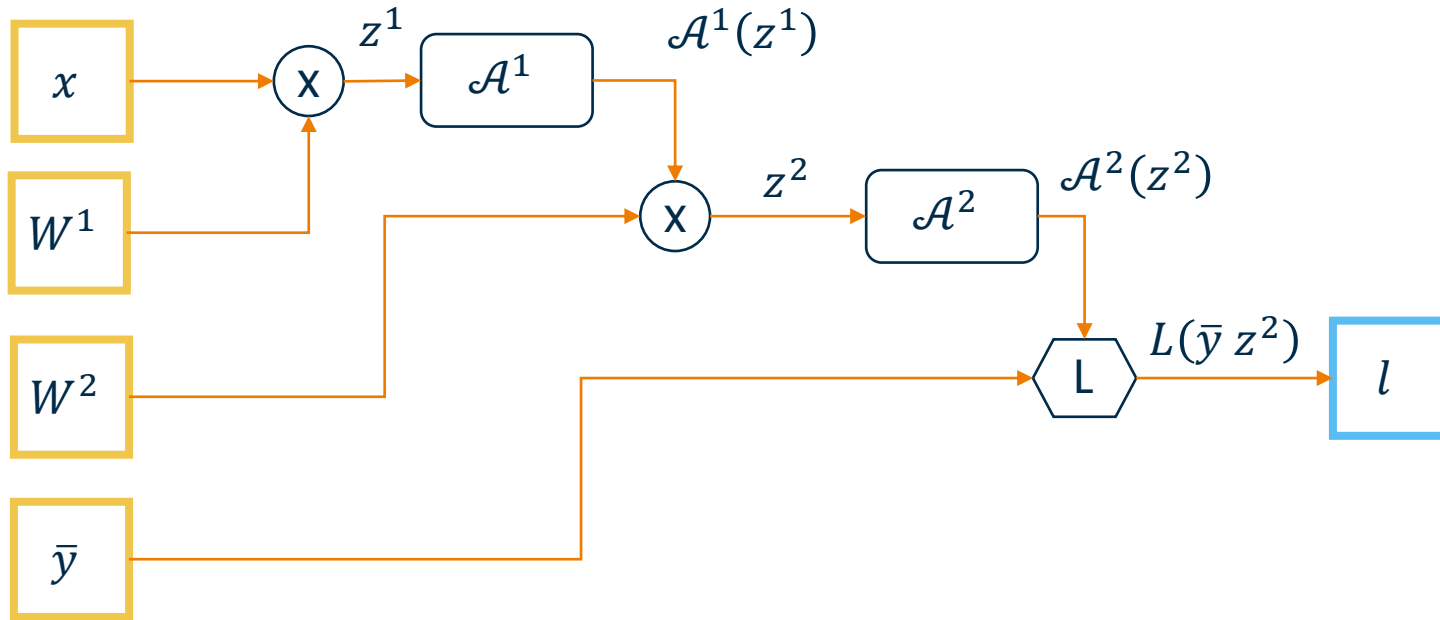 x
X
z¹
𝒜¹
𝒜¹(z¹)
W¹
X
z²
𝒜²
𝒜²(z²)
W²
L
L(ȳ z²)
l
ȳ